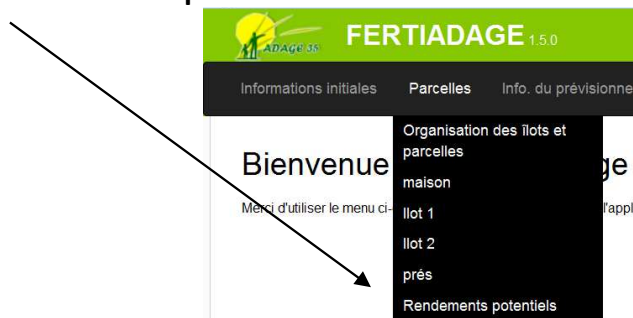 ADAGE 35
FERTIADAGE 1.5.0
Informations initiales Parcelles Info. du prévisionne
Organisation des îlots et
parcelles
maison
Ilot 1
Ilot 2
prés
Rendements potentiels
Bienvenue ge
Merci d'utiliser le menu ci- l'appl